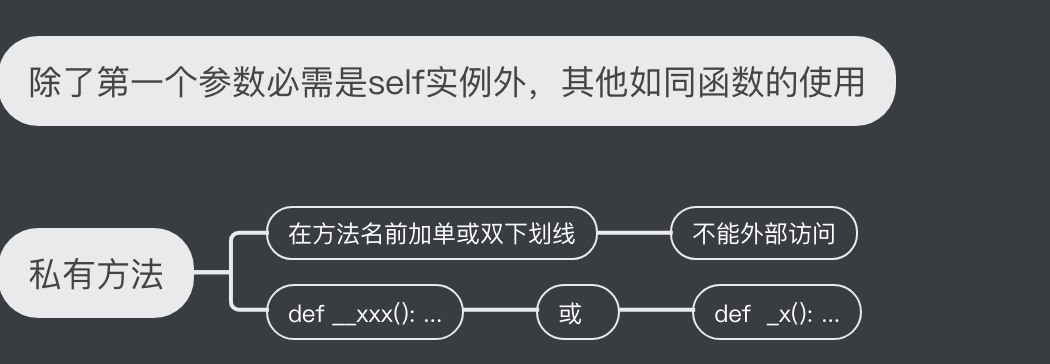 除了第一个参数必需是self实例外，其他如同函数的使用
在方法名前加单或双下划线
不能外部访问
私有方法
def __xxx(): ...
或
def  _x(): ...